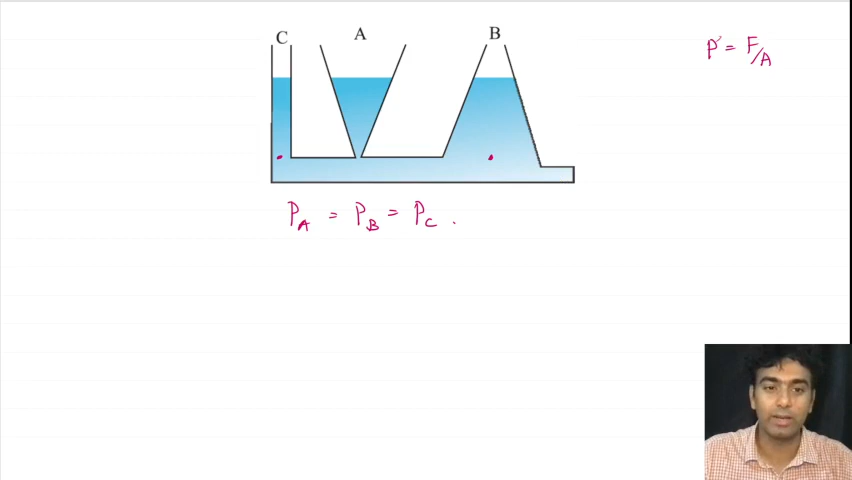 C A B
P = F/A
P_A = P_B = P_C .